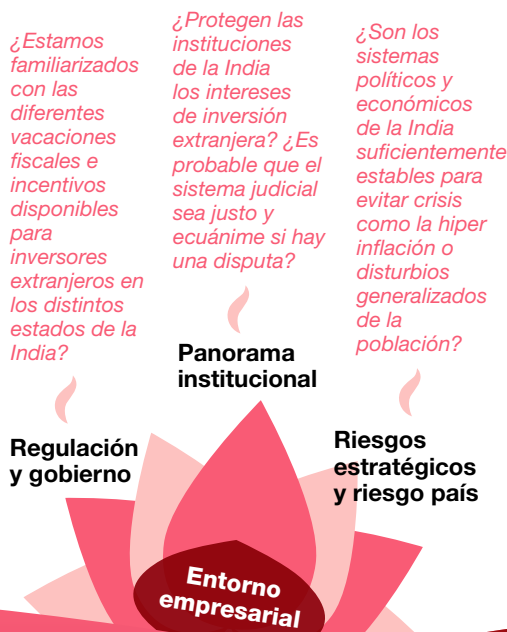 ¿Estamos
familiarizados
con las
diferentes
vacaciones
fiscales e
incentivos
disponibles
para
inversores
extranjeros en
los distintos
estados de la
India?
Regulación
y gobierno
¿Protegen las
instituciones
de la India
los intereses
de inversión
extranjera? ¿Es
probable que el
sistema judicial
sea justo y
ecuánime si hay
una disputa?
Panorama
institucional
¿Son los
sistemas
políticos y
económicos
de la India
suficientemente
estables para
evitar crisis
como la hiper
inflación o
disturbios
generalizados
de la
población?
Riesgos
estratégicos
y riesgo país
Entorno
empresarial